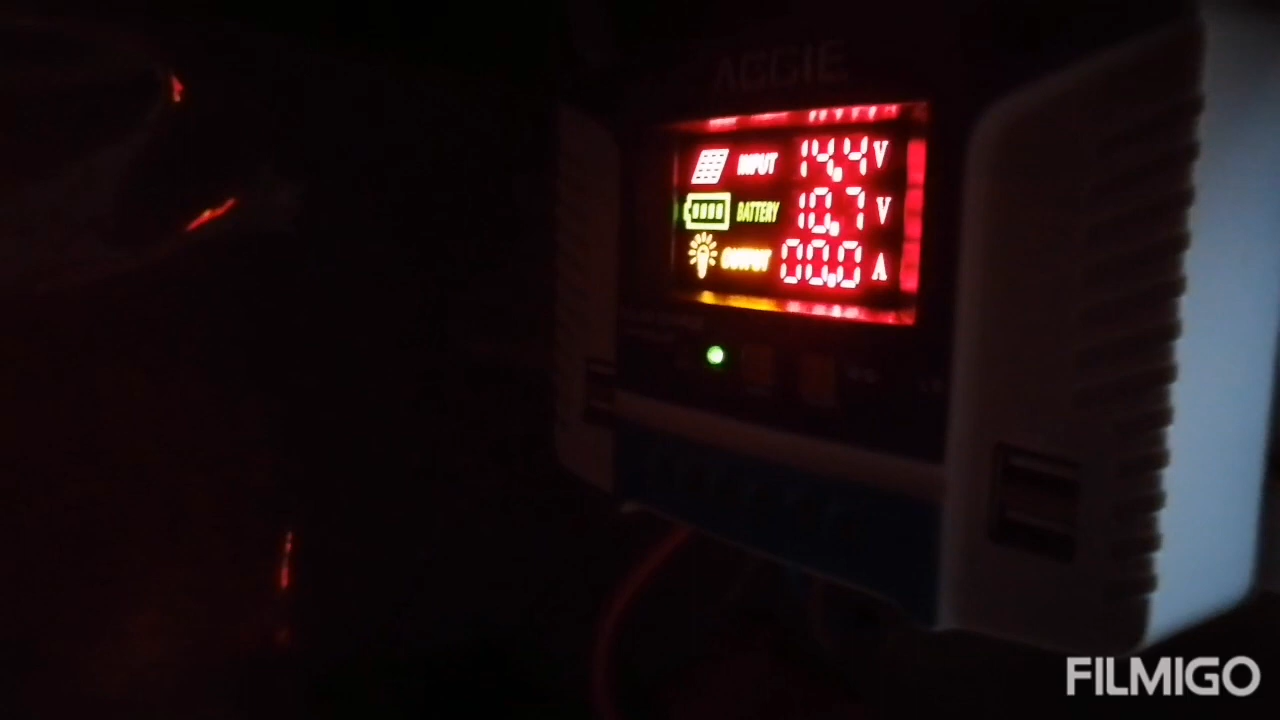 ACCIE
INPUT 14.4 V
BATTERY 10.7 V
OUTPUT 00.0 A
FILMIGO